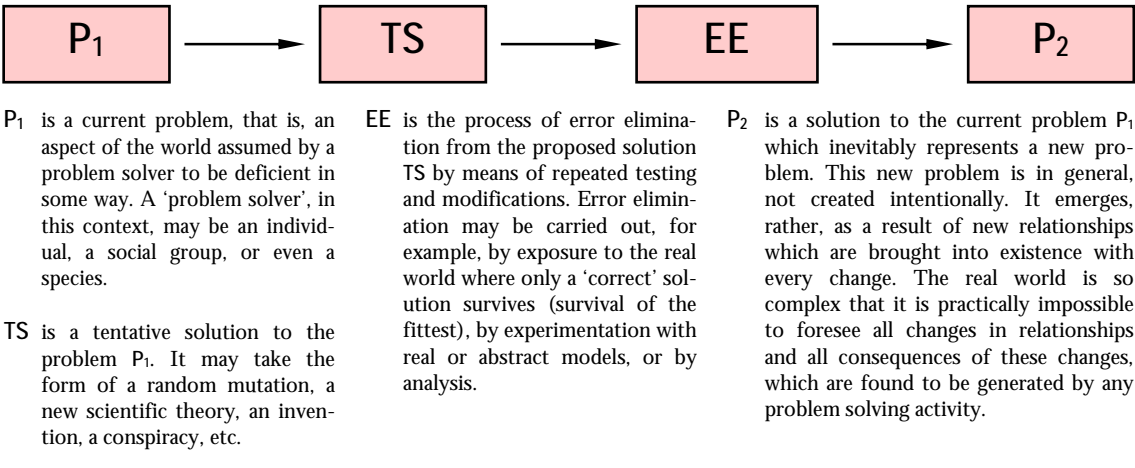 P1 TS EE P2
P1 is a current problem, that is, an
aspect of the world assumed by a
problem solver to be deficient in
some way. A ‘problem solver’, in
this context, may be an individ-
ual, a social group, or even a
species.
TS is a tentative solution to the
problem P1. It may take the
form of a random mutation, a
new scientific theory, an inven-
tion, a conspiracy, etc.
EE is the process of error elimina-
tion from the proposed solution
TS by means of repeated testing
and modifications. Error elimin-
ation may be carried out, for
example, by exposure to the real
world where only a ‘correct’ sol-
ution survives (survival of the
fittest), by experimentation with
real or abstract models, or by
analysis.
P2 is a solution to the current problem P1
which inevitably represents a new pro-
blem. This new problem is in general,
not created intentionally. It emerges,
rather, as a result of new relationships
which are brought into existence with
every change. The real world is so
complex that it is practically impossible
to foresee all changes in relationships
and all consequences of these changes,
which are found to be generated by any
problem solving activity.